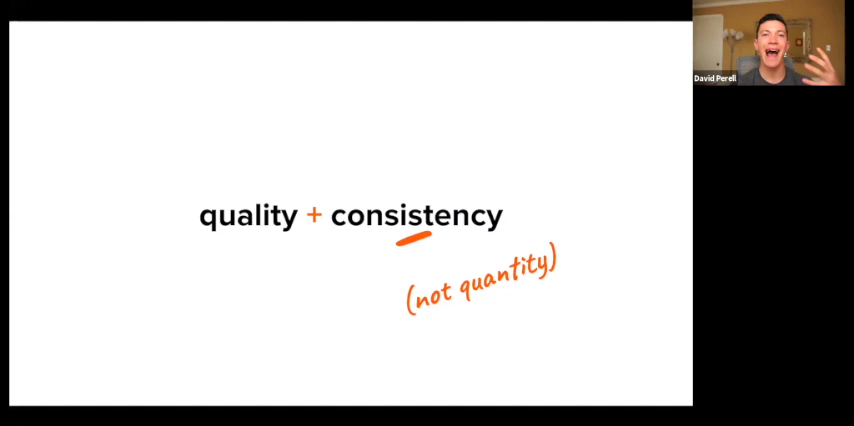 David Perell
quality + consistency
(not quantity)